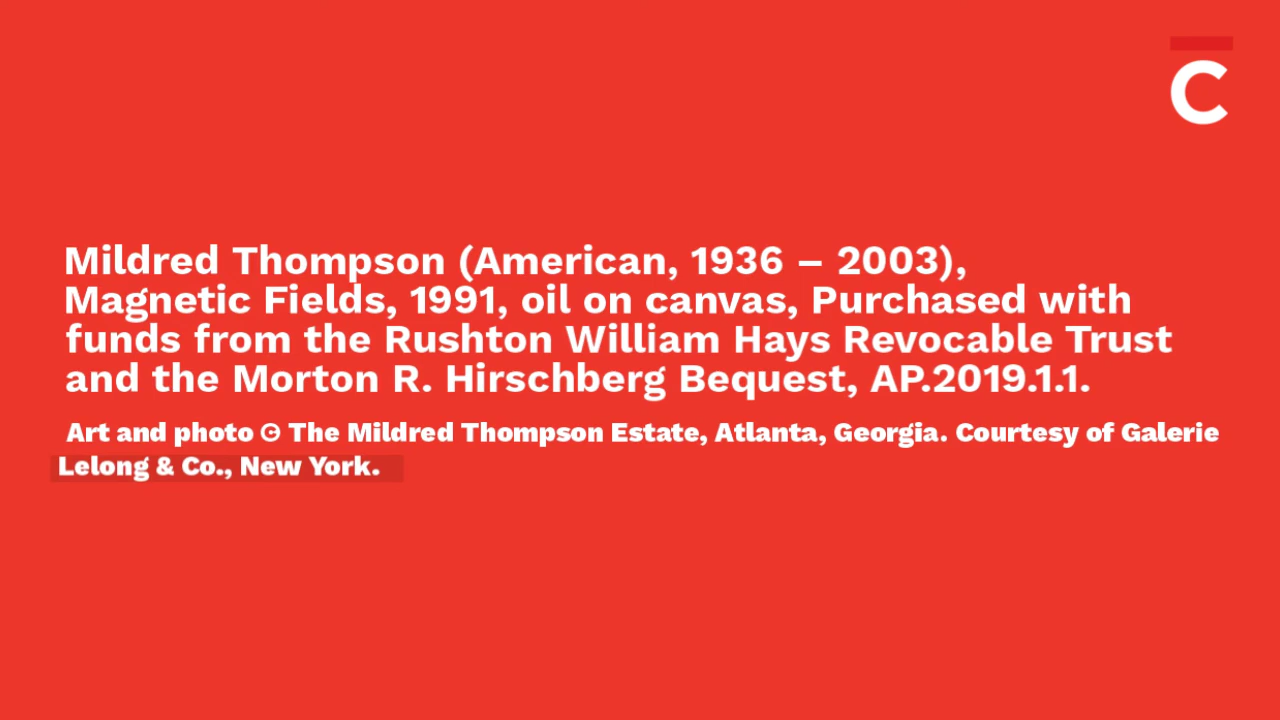 C
Mildred Thompson (American, 1936 – 2003),
Magnetic Fields, 1991, oil on canvas, Purchased with
funds from the Rushton William Hays Revocable Trust
and the Morton R. Hirschberg Bequest, AP.2019.1.1.
Art and photo © The Mildred Thompson Estate, Atlanta, Georgia. Courtesy of Galerie
Lelong & Co., New York.